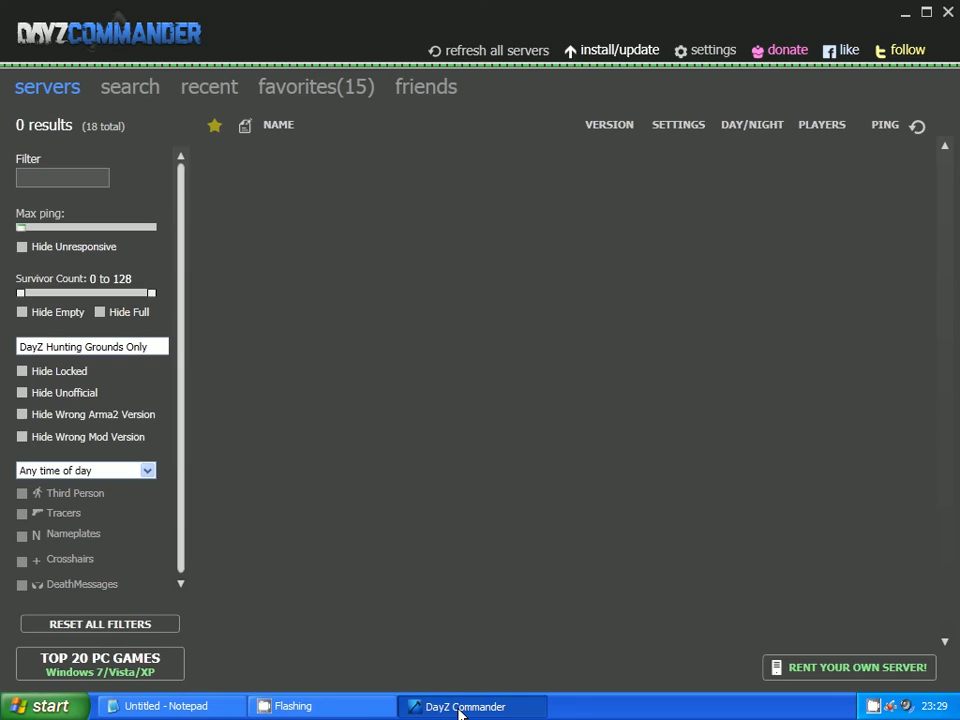 DAYZCOMMANDER
refresh all servers install/update settings donate like follow
servers search recent favorites(15) friends
0 results (18 total) NAME VERSION SETTINGS DAY/NIGHT PLAYERS PING
Filter
Max ping:
Hide Unresponsive
Survivor Count: 0 to 128
Hide Empty Hide Full
DayZ Hunting Grounds Only
Hide Locked
Hide Unofficial
Hide Wrong Arma2 Version
Hide Wrong Mod Version
Any time of day
Third Person
Tracers
N Nameplates
Crosshairs
DeathMessages
RESET ALL FILTERS
TOP 20 PC GAMES
Windows 7/Vista/XP
RENT YOUR OWN SERVER!
start Untitled - Notepad Flashing DayZ Commander 23:29